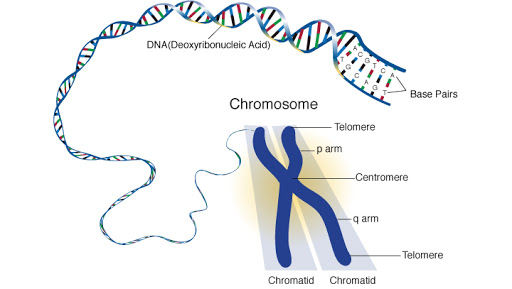 DNA(Deoxyribonucleic Acid)
A
C
G
T
C
A
T
G
C
A
G
T
Base Pairs
Chromosome
Telomere
p arm
Centromere
q arm
Telomere
Chromatid Chromatid